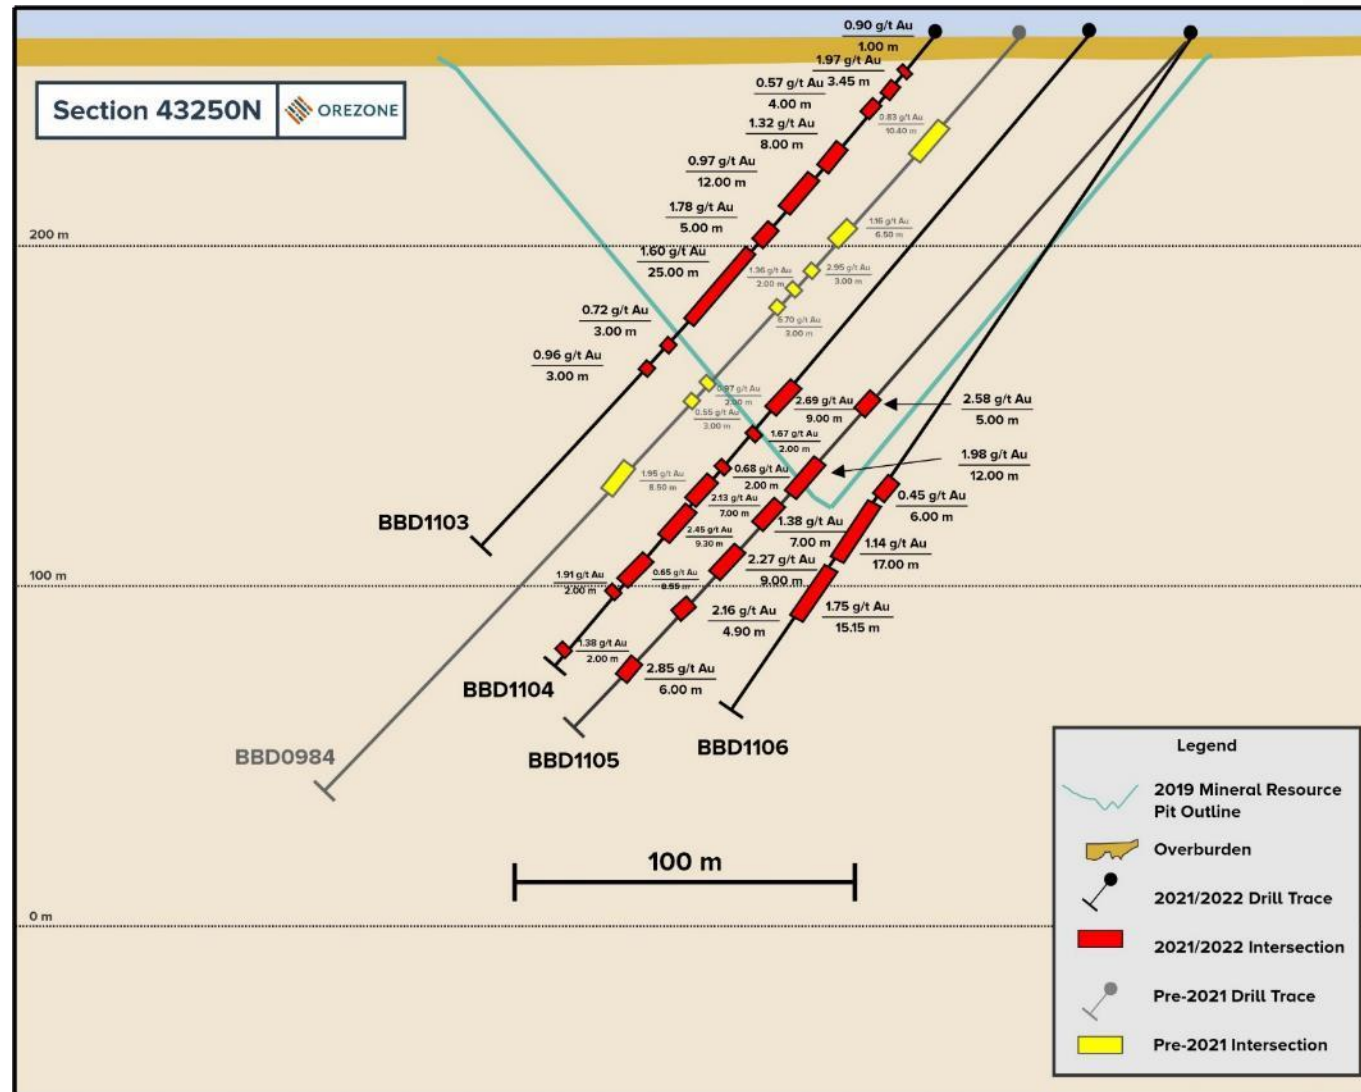 Section 43250N
OREZONE
0.90 g/t Au
1.00 m
1.97 g/t Au
3.45 m
0.57 g/t Au
4.00 m
1.32 g/t Au
8.00 m
0.97 g/t Au
12.00 m
1.78 g/t Au
5.00 m
1.60 g/t Au
25.00 m
0.72 g/t Au
3.00 m
0.96 g/t Au
3.00 m
BBD1103
0.83 g/t Au
10.40 m
1.16 g/t Au
6.50 m
2.95 g/t Au
3.00 m
1.36 g/t Au
2.00 m
6.70 g/t Au
3.00 m
0.97 g/t Au
2.00 m
0.55 g/t Au
3.00 m
1.95 g/t Au
8.50 m
BBD0984
2.69 g/t Au
9.00 m
1.67 g/t Au
2.00 m
0.68 g/t Au
2.00 m
2.13 g/t Au
7.00 m
2.45 g/t Au
9.30 m
0.65 g/t Au
8.55 m
1.91 g/t Au
2.00 m
1.38 g/t Au
2.00 m
BBD1104
2.58 g/t Au
5.00 m
1.98 g/t Au
12.00 m
1.38 g/t Au
7.00 m
2.27 g/t Au
9.00 m
2.16 g/t Au
4.90 m
2.85 g/t Au
6.00 m
BBD1105
0.45 g/t Au
6.00 m
1.14 g/t Au
17.00 m
1.75 g/t Au
15.15 m
BBD1106
200 m
100 m
0 m
100 m
Legend
2019 Mineral Resource
Pit Outline
Overburden
2021/2022 Drill Trace
2021/2022 Intersection
Pre-2021 Drill Trace
Pre-2021 Intersection